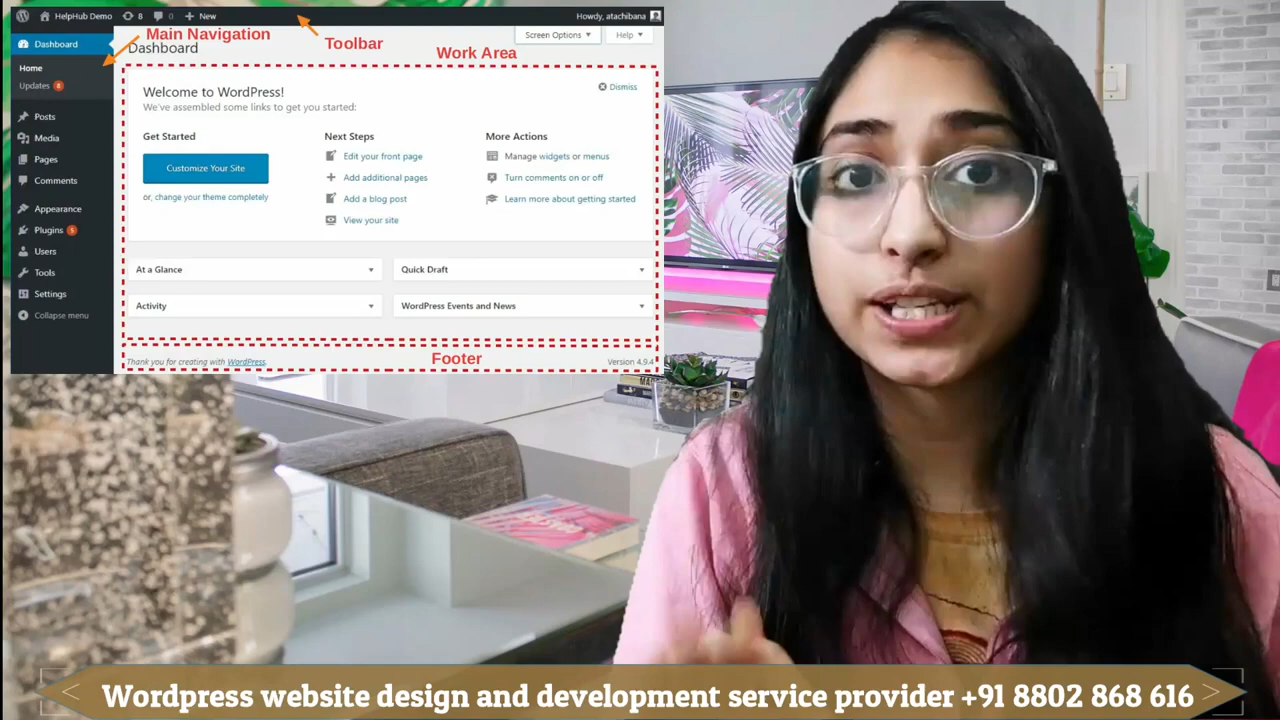 HelpHub Demo 8 0 New Howdy, atachibana
Main Navigation
Toolbar
Dashboard
Home
Updates 8
Posts
Media
Pages
Comments
Appearance
Plugins 5
Users
Tools
Settings
Collapse menu
Dashboard
Screen Options
Help
Work Area
Welcome to WordPress!
We've assembled some links to get you started:
Dismiss
Get Started
Customize Your Site
or, change your theme completely
Next Steps
Edit your front page
Add additional pages
Add a blog post
View your site
More Actions
Manage widgets or menus
Turn comments on or off
Learn more about getting started
At a Glance
Quick Draft
Activity
WordPress Events and News
Footer
Thank you for creating with WordPress.
Version 4.9.4
Wordpress website design and development service provider +91 8802 868 616